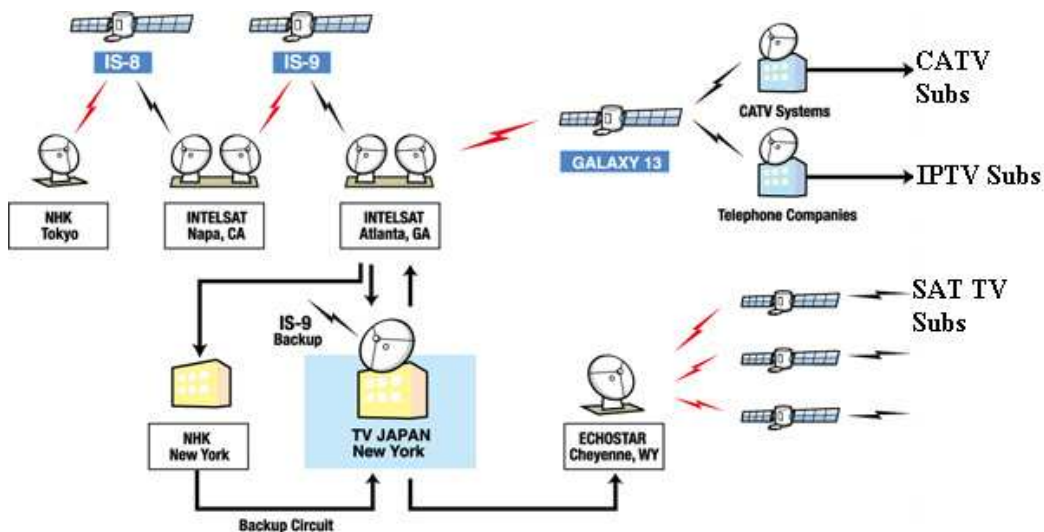 IS-8
IS-9
CATV
Subs
CATV Systems
GALAXY 13
IPTV Subs
Telephone Companies
NHK
Tokyo
INTELSAT
Napa, CA
INTELSAT
Atlanta, GA
SAT TV
Subs
IS-9
Backup
NHK
New York
TV JAPAN
New York
ECHOSTAR
Cheyenne, WY
Backup Circuit